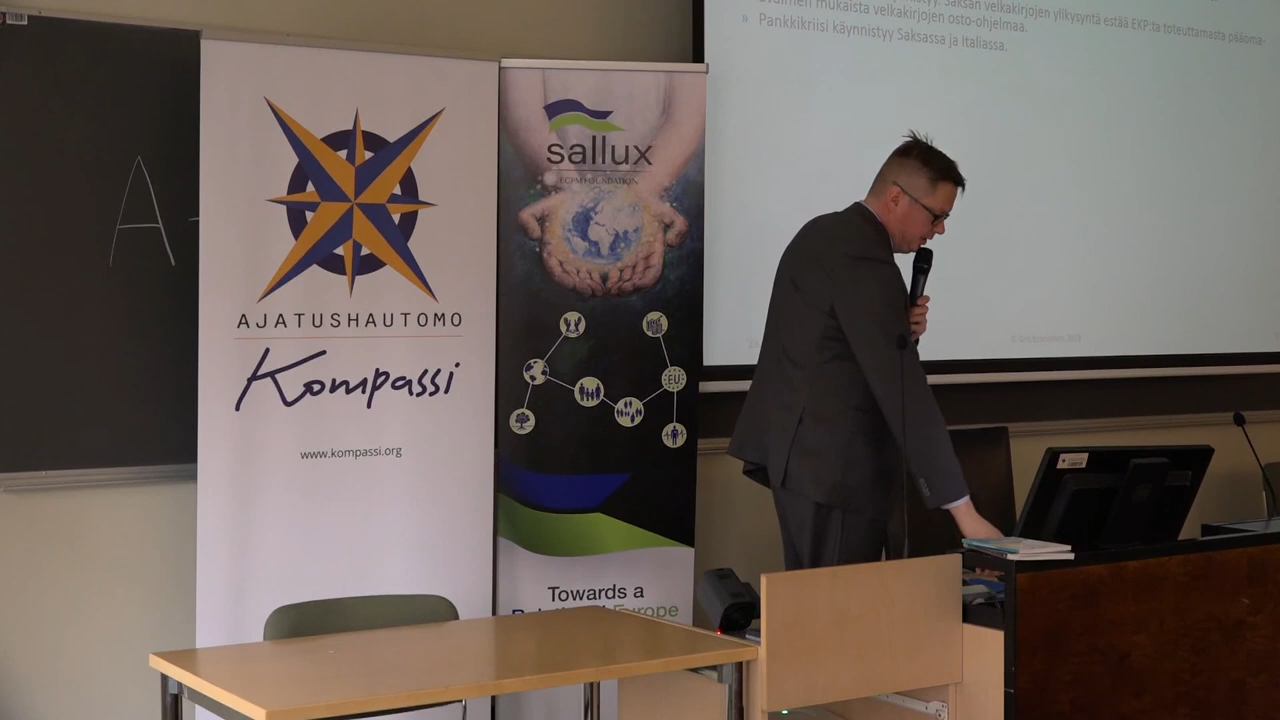 A
AJATUSHAUTOMO
Kompassi
www.kompassi.org
sallux
ECPM FOUNDATION
EU
Towards a
Europe
Saksan velkakirjojen ylikysyntä estää EKP:ta toteuttamasta pääoma-
mukaista velkakirjojen osto-ohjelmaa.
» Pankkikriisi käynnistyy Saksassa ja Italiassa.